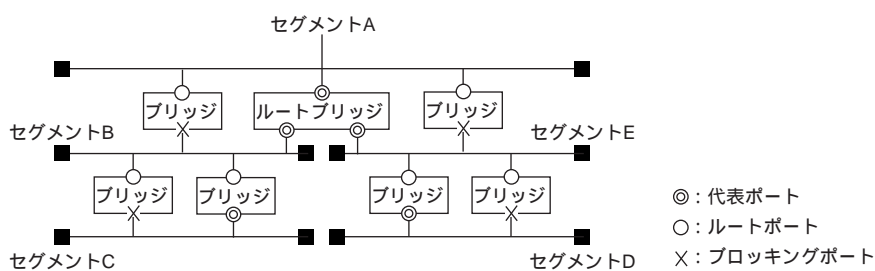 セグメントA
ブリッジ
ルートブリッジ
ブリッジ
セグメントB
セグメントE
ブリッジ
ブリッジ
ブリッジ
ブリッジ
◎：代表ポート
○：ルートポート
×：ブロッキングポート
セグメントC
セグメントD